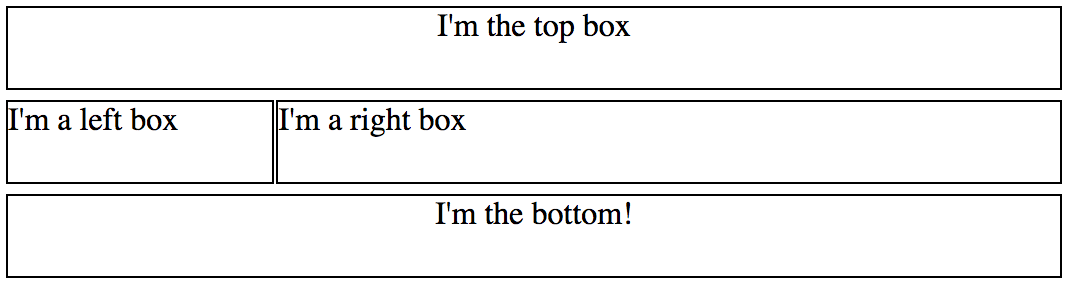 I'm the top box
I'm a left box
I'm a right box
I'm the bottom!